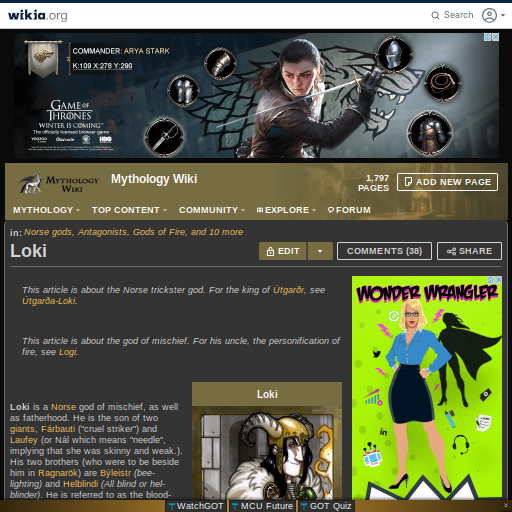 wikia.org
Search
COMMANDER: ARYA STARK
K:109 X:278 Y:290
GAME OF THRONES
WINTER IS COMING
The officially licensed browser game
Mythology Wiki
Mythology Wiki
1,797 PAGES
ADD NEW PAGE
MYTHOLOGY TOP CONTENT COMMUNITY EXPLORE FORUM
in: Norse gods, Antagonists, Gods of Fire, and 10 more
Loki
EDIT
COMMENTS (38)
SHARE
This article is about the Norse trickster god. For the king of Útgarðr, see
Útgarða-Loki.
This article is about the god of mischief. For his uncle, the personification of
fire, see Logi.
WONDER WRANGLER
in
Loki
Loki is a Norse god of mischief, as well
as fatherhood. He is the son of two
giants, Fárbauti ("cruel striker") and
Laufey (or Nál which means "needle",
implying that she was skinny and weak.).
His two brothers (who were to be beside
him in Ragnarök) are Býleistr (bee-
lighting) and Helblindi (All blind or hel-
blinder). He is referred to as the blood-
WatchGOT MCU Future GOT Quiz